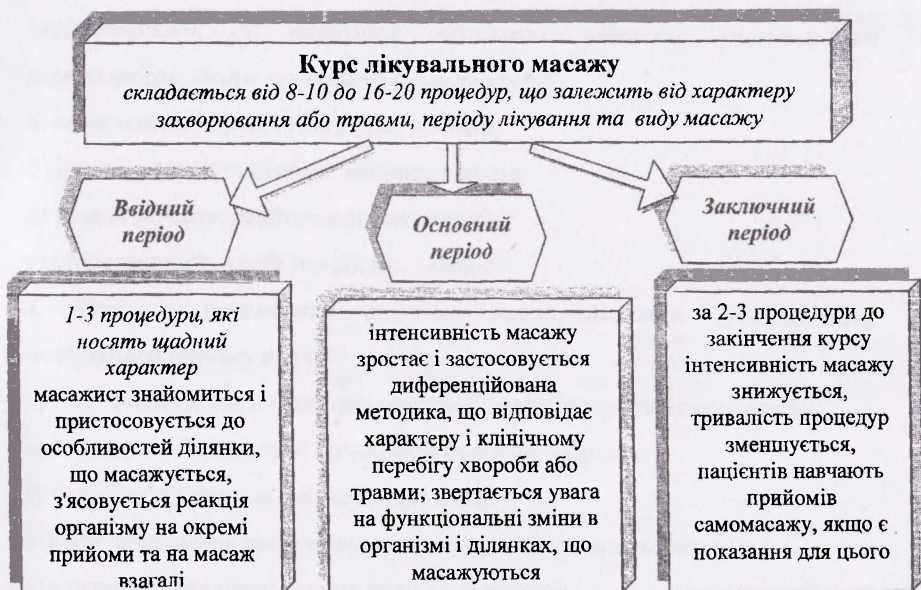 Курс лікувального масажу
складається від 8-10 до 16-20 процедур, що залежить від характеру
захворювання або травми, періоду лікування та виду масажу
Ввідний
період
Основний
період
Заключний
період
1-3 процедури, які
носять щадний
характер
масажист знайомиться і
пристосовується до
особливостей ділянки,
що масажується,
з'ясовується реакція
організму на окремі
прийоми та на масаж
взагалі
інтенсивність масажу
зростає і застосовується
диференційована
методика, що відповідає
характеру і клінічному
перебігу хвороби або
травми; звертається увага
на функціональні зміни в
організмі і ділянках, що
масажуються
за 2-3 процедури до
закінчення курсу
інтенсивність масажу
знижується,
тривалість процедур
зменшується,
пацієнтів навчають
прийомів
самомасажу, якщо є
показання для цього